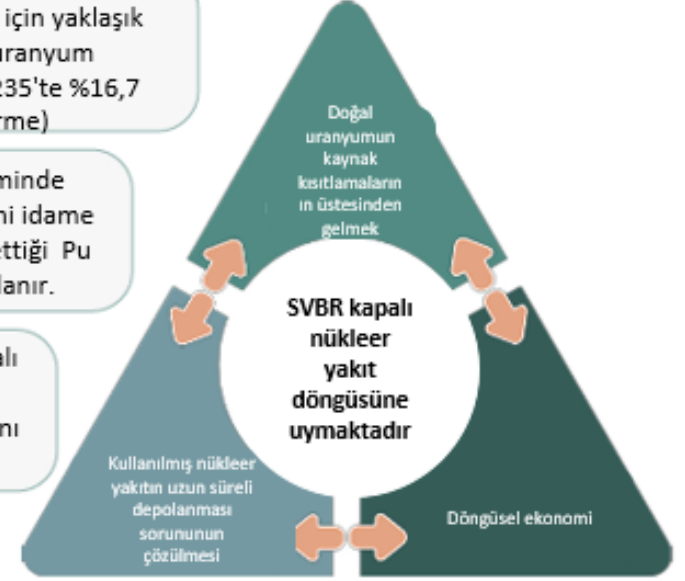 için yaklaşık
uranyum
235'te %16,7
rme)
minde
ni idame
ettiği Pu
lanır.
alı
nı
Doğal
uranyumun
kaynak
kısıtlamaların
ın üstesinden
gelmek
SVBR kapalı
nükleer
yakıt
döngüsüne
uymaktadır
Kullanılmış nükleer
yakıtın uzun süreli
depolanması
sorununun
çözülmesi
Döngüsel ekonomi